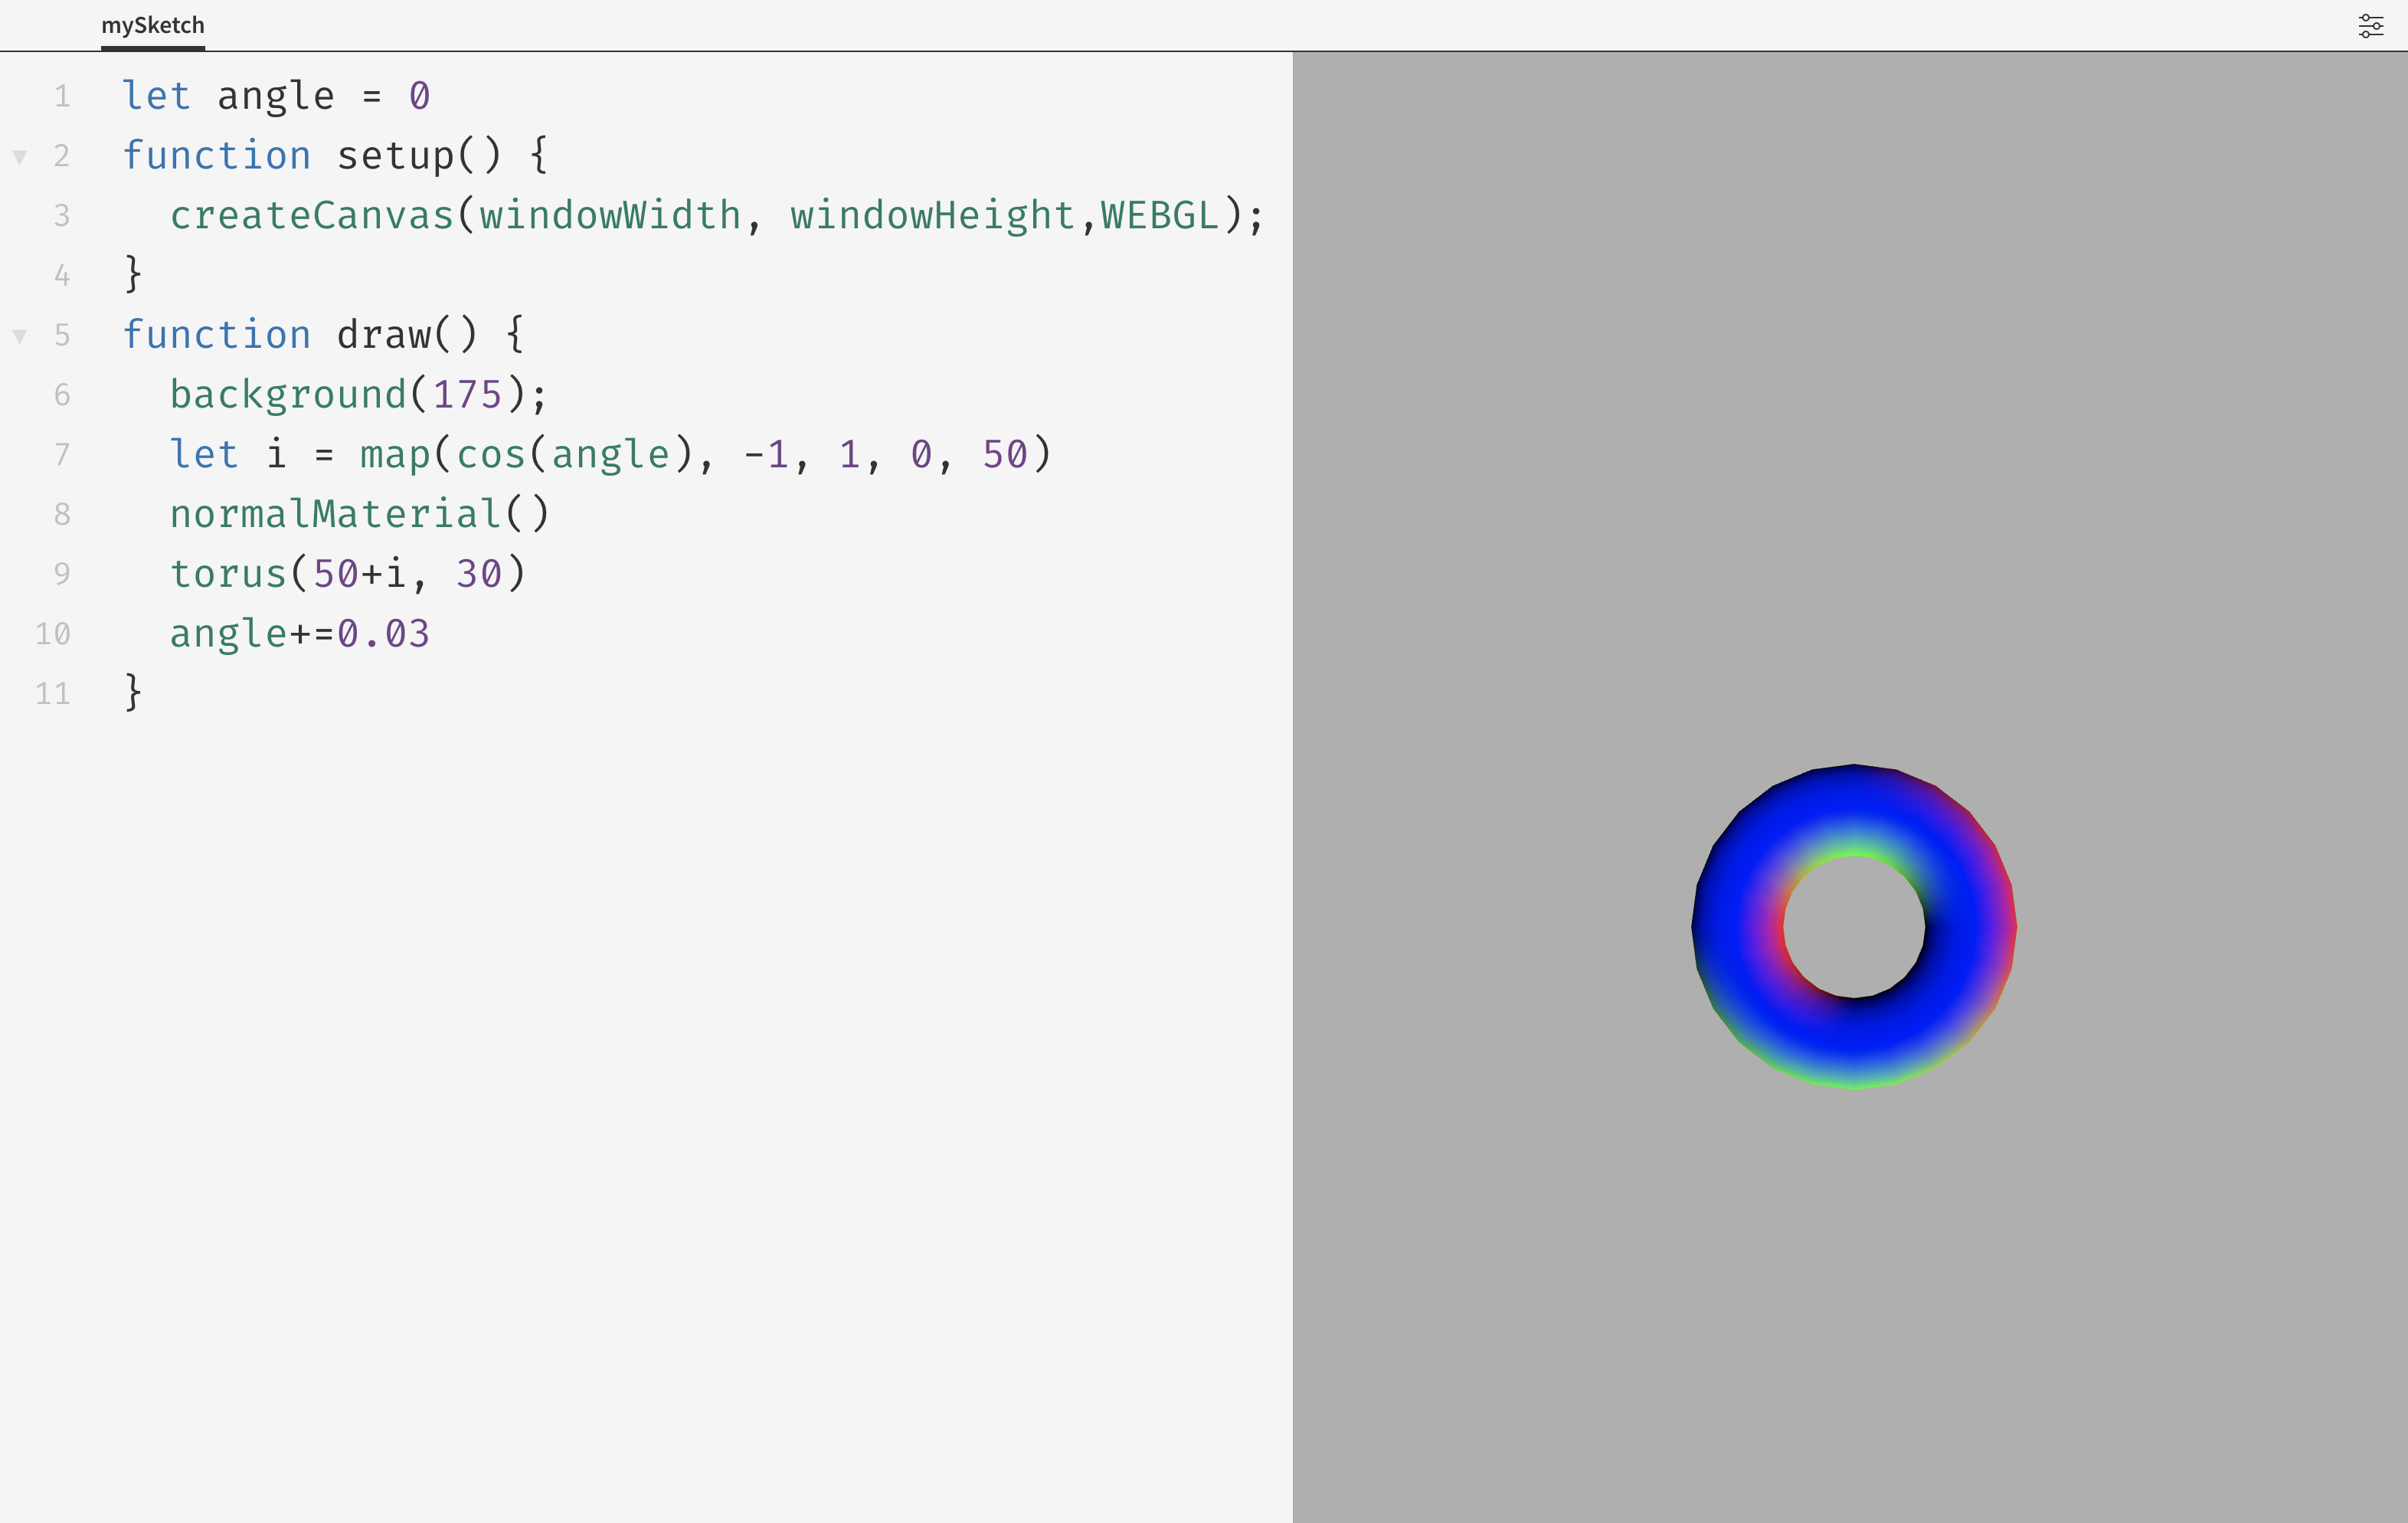 mySketch
1 let angle = 0
2 function setup() {
3 createCanvas(windowWidth, windowHeight,WEBGL);
4 }
5 function draw() {
6 background(175);
7 let i = map(cos(angle), -1, 1, 0, 50)
8 normalMaterial()
9 torus(50+i, 30)
10 angle+=0.03
11 }